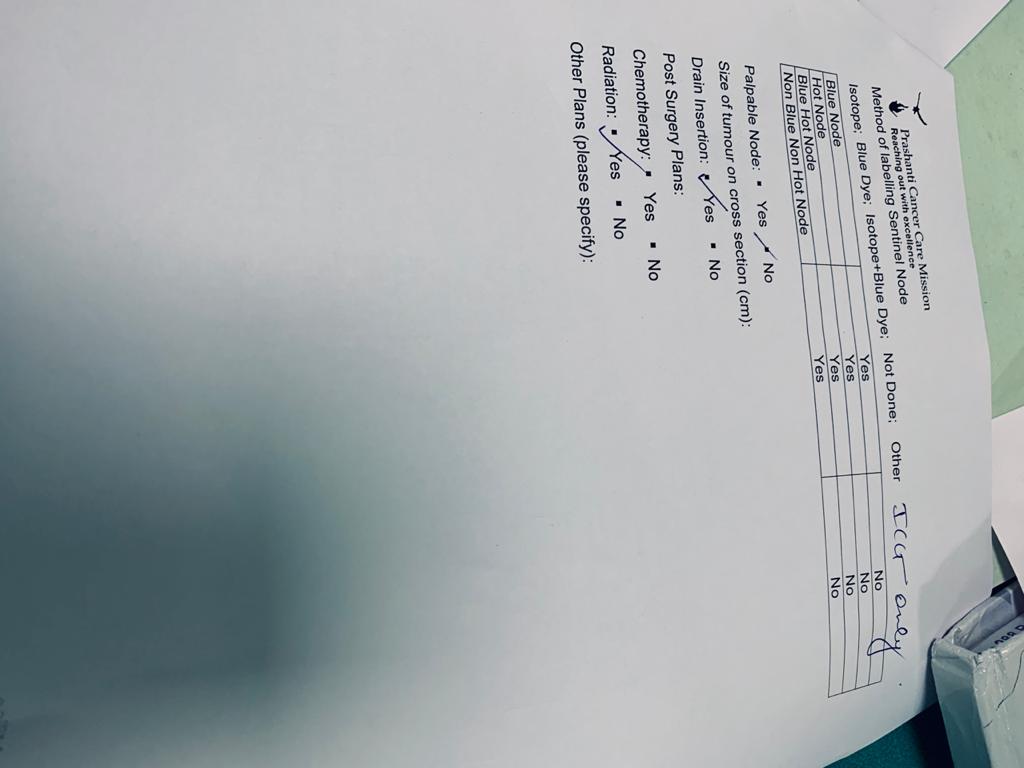 Prashanti Cancer Care Mission
Reaching out with excellence
Method of labelling Sentinel Node
Isotope; Blue Dye; Isotope+Blue Dye; Not Done; Other ICG only
Blue Node Yes No
Hot Node Yes No
Blue Hot Node Yes No
Non Blue Non Hot Node Yes No
Palpable Node: ▪ Yes ▪ No
Size of tumour on cross section (cm):
Drain Insertion: ▪ Yes ▪ No
Post Surgery Plans:
Chemotherapy: ▪ Yes ▪ No
Radiation: ▪ Yes ▪ No
Other Plans (please specify):